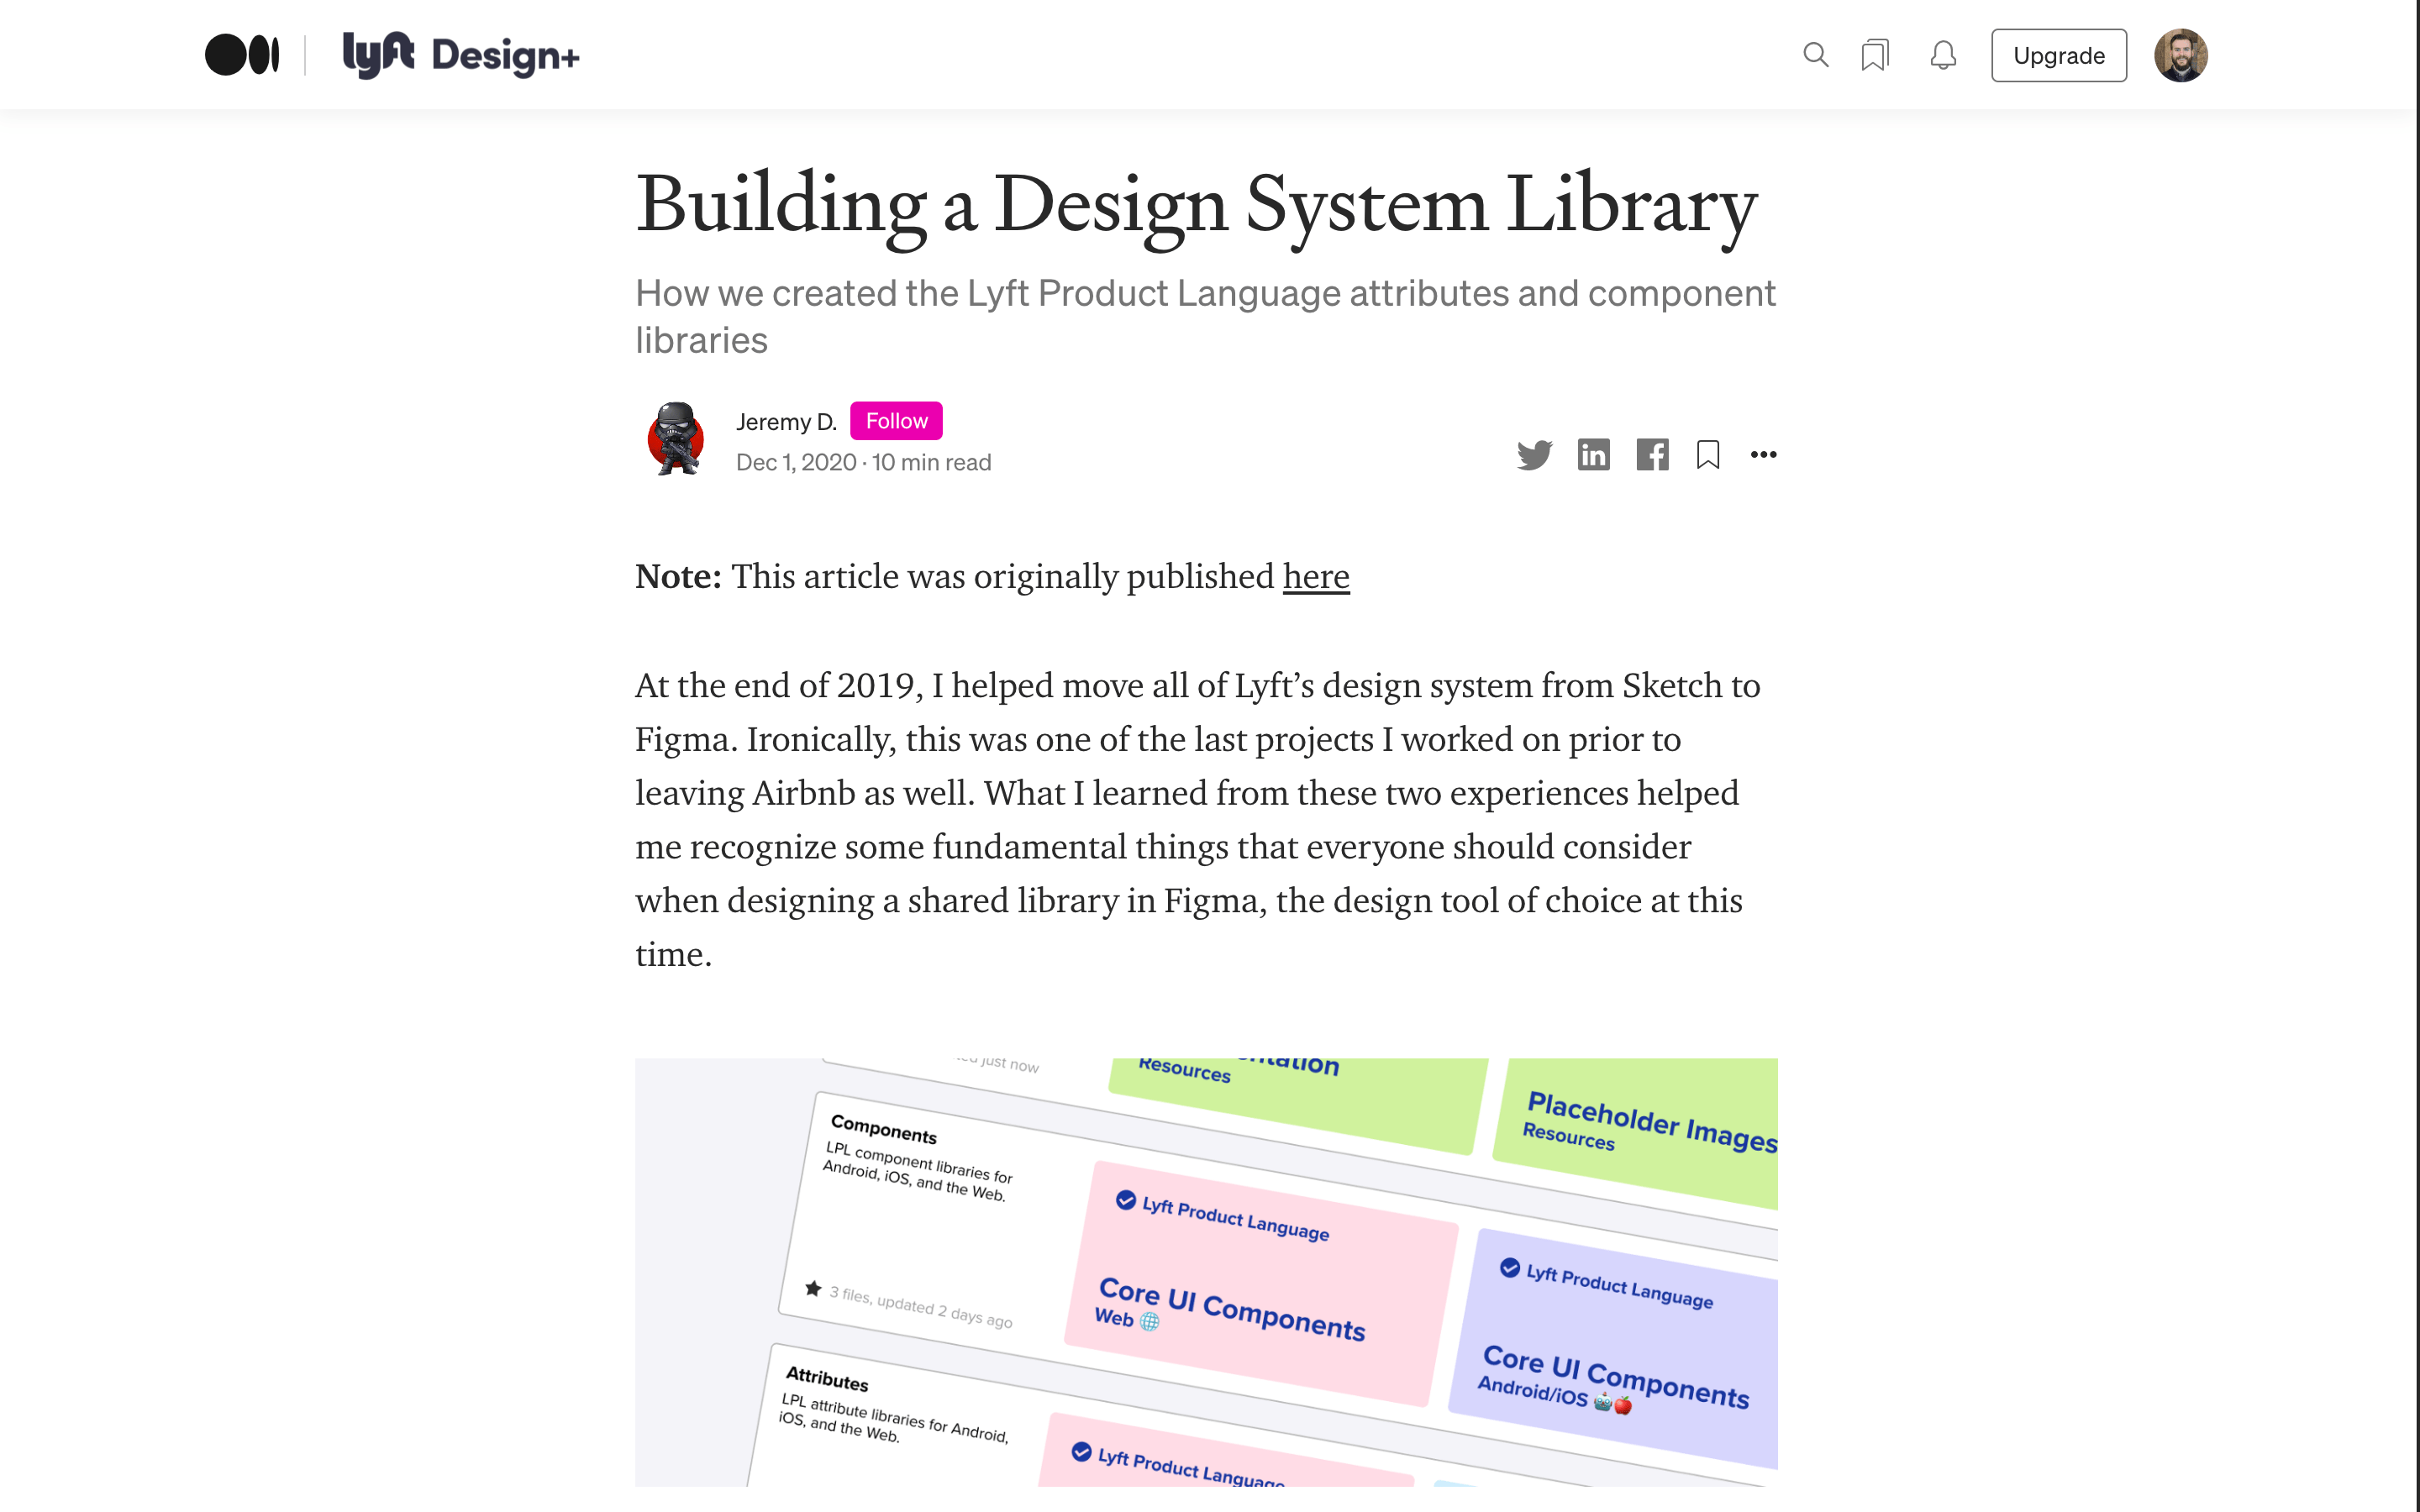 lyft Design+
Upgrade
Building a Design System Library
How we created the Lyft Product Language attributes and component
libraries
Jeremy D. Follow
Dec 1, 2020 · 10 min read
Note: This article was originally published here
At the end of 2019, I helped move all of Lyft’s design system from Sketch to
Figma. Ironically, this was one of the last projects I worked on prior to
leaving Airbnb as well. What I learned from these two experiences helped
me recognize some fundamental things that everyone should consider
when designing a shared library in Figma, the design tool of choice at this
time.
just now
Resources
Placeholder Images
Resources
Components
LPL component libraries for
Android, iOS, and the Web.
3 files, updated 2 days ago
Lyft Product Language
Core UI Components
Web
Lyft Product Language
Core UI Components
Android/iOS
Attributes
LPL attribute libraries for Android,
iOS, and the Web.
Lyft Product Language